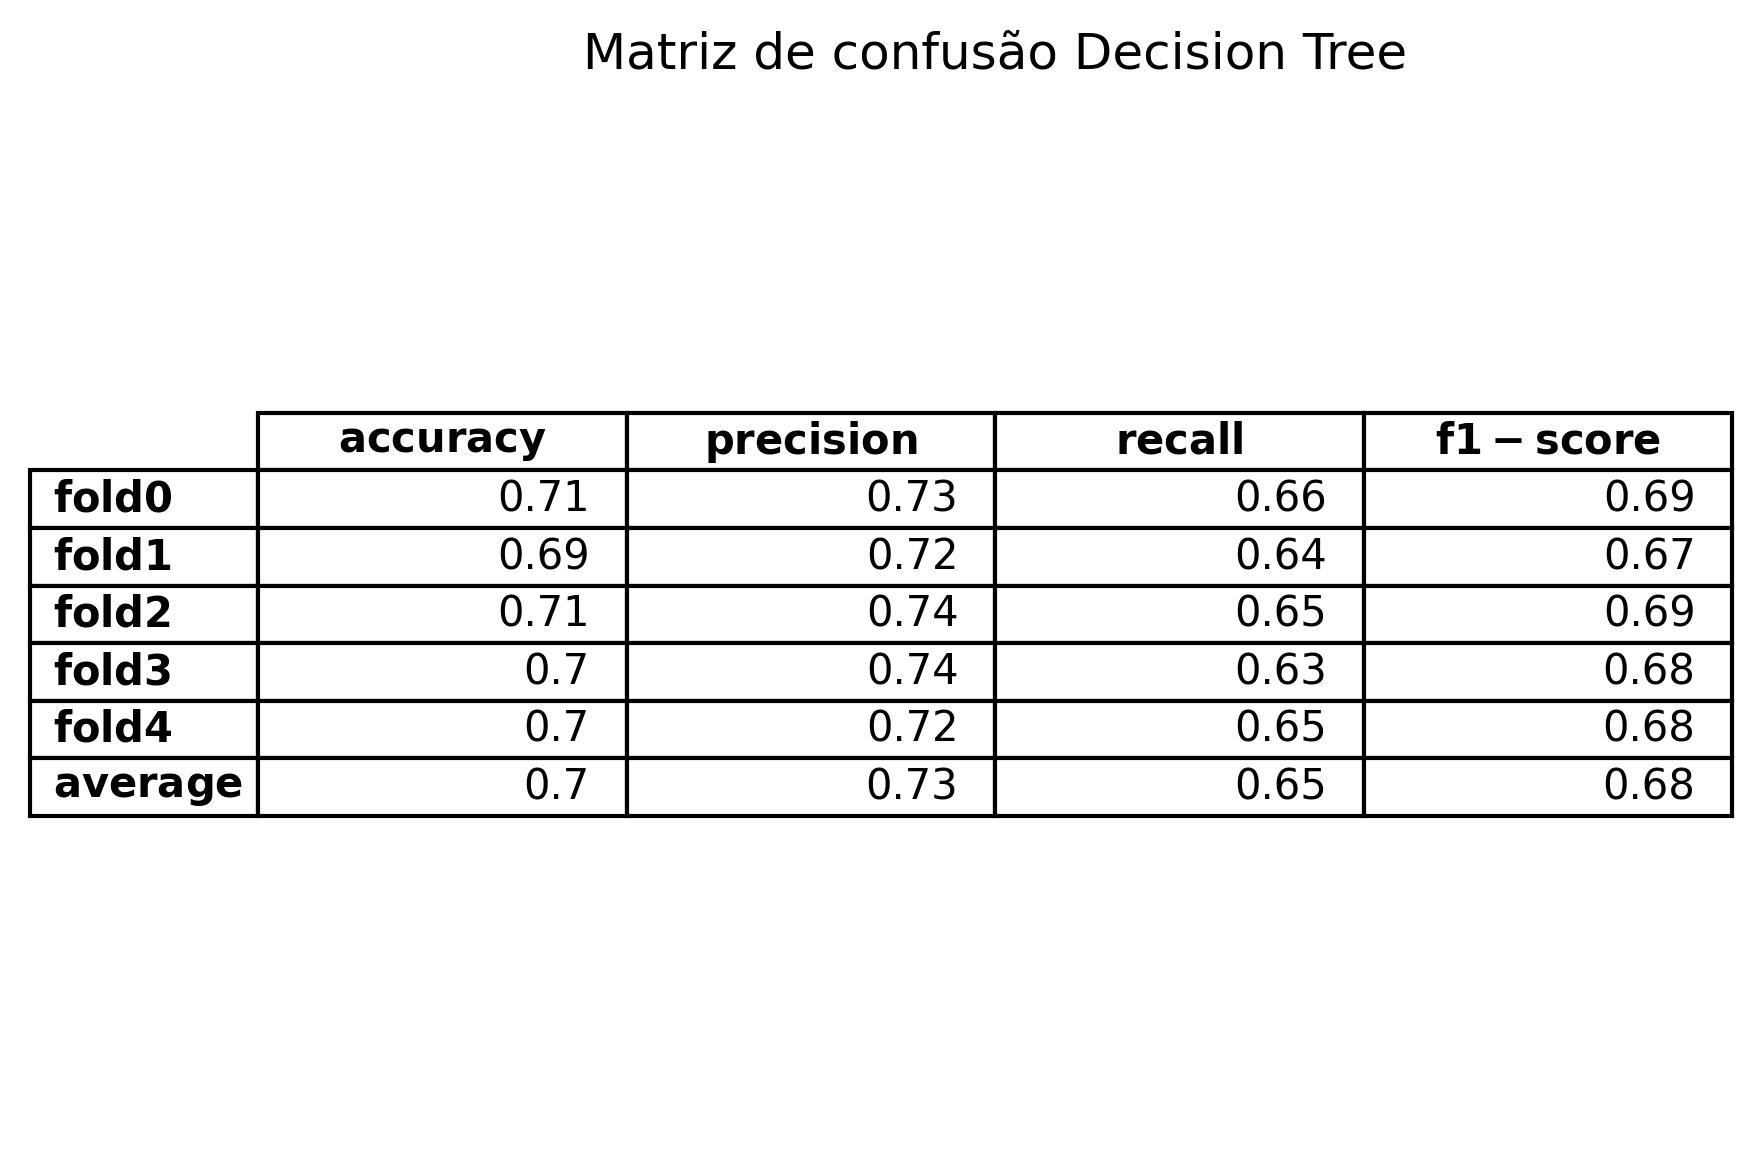 Matriz de confusão Decision Tree
accuracy precision recall f1 − score
fold0 0.71 0.73 0.66 0.69
fold1 0.69 0.72 0.64 0.67
fold2 0.71 0.74 0.65 0.69
fold3 0.7 0.74 0.63 0.68
fold4 0.7 0.72 0.65 0.68
average 0.7 0.73 0.65 0.68